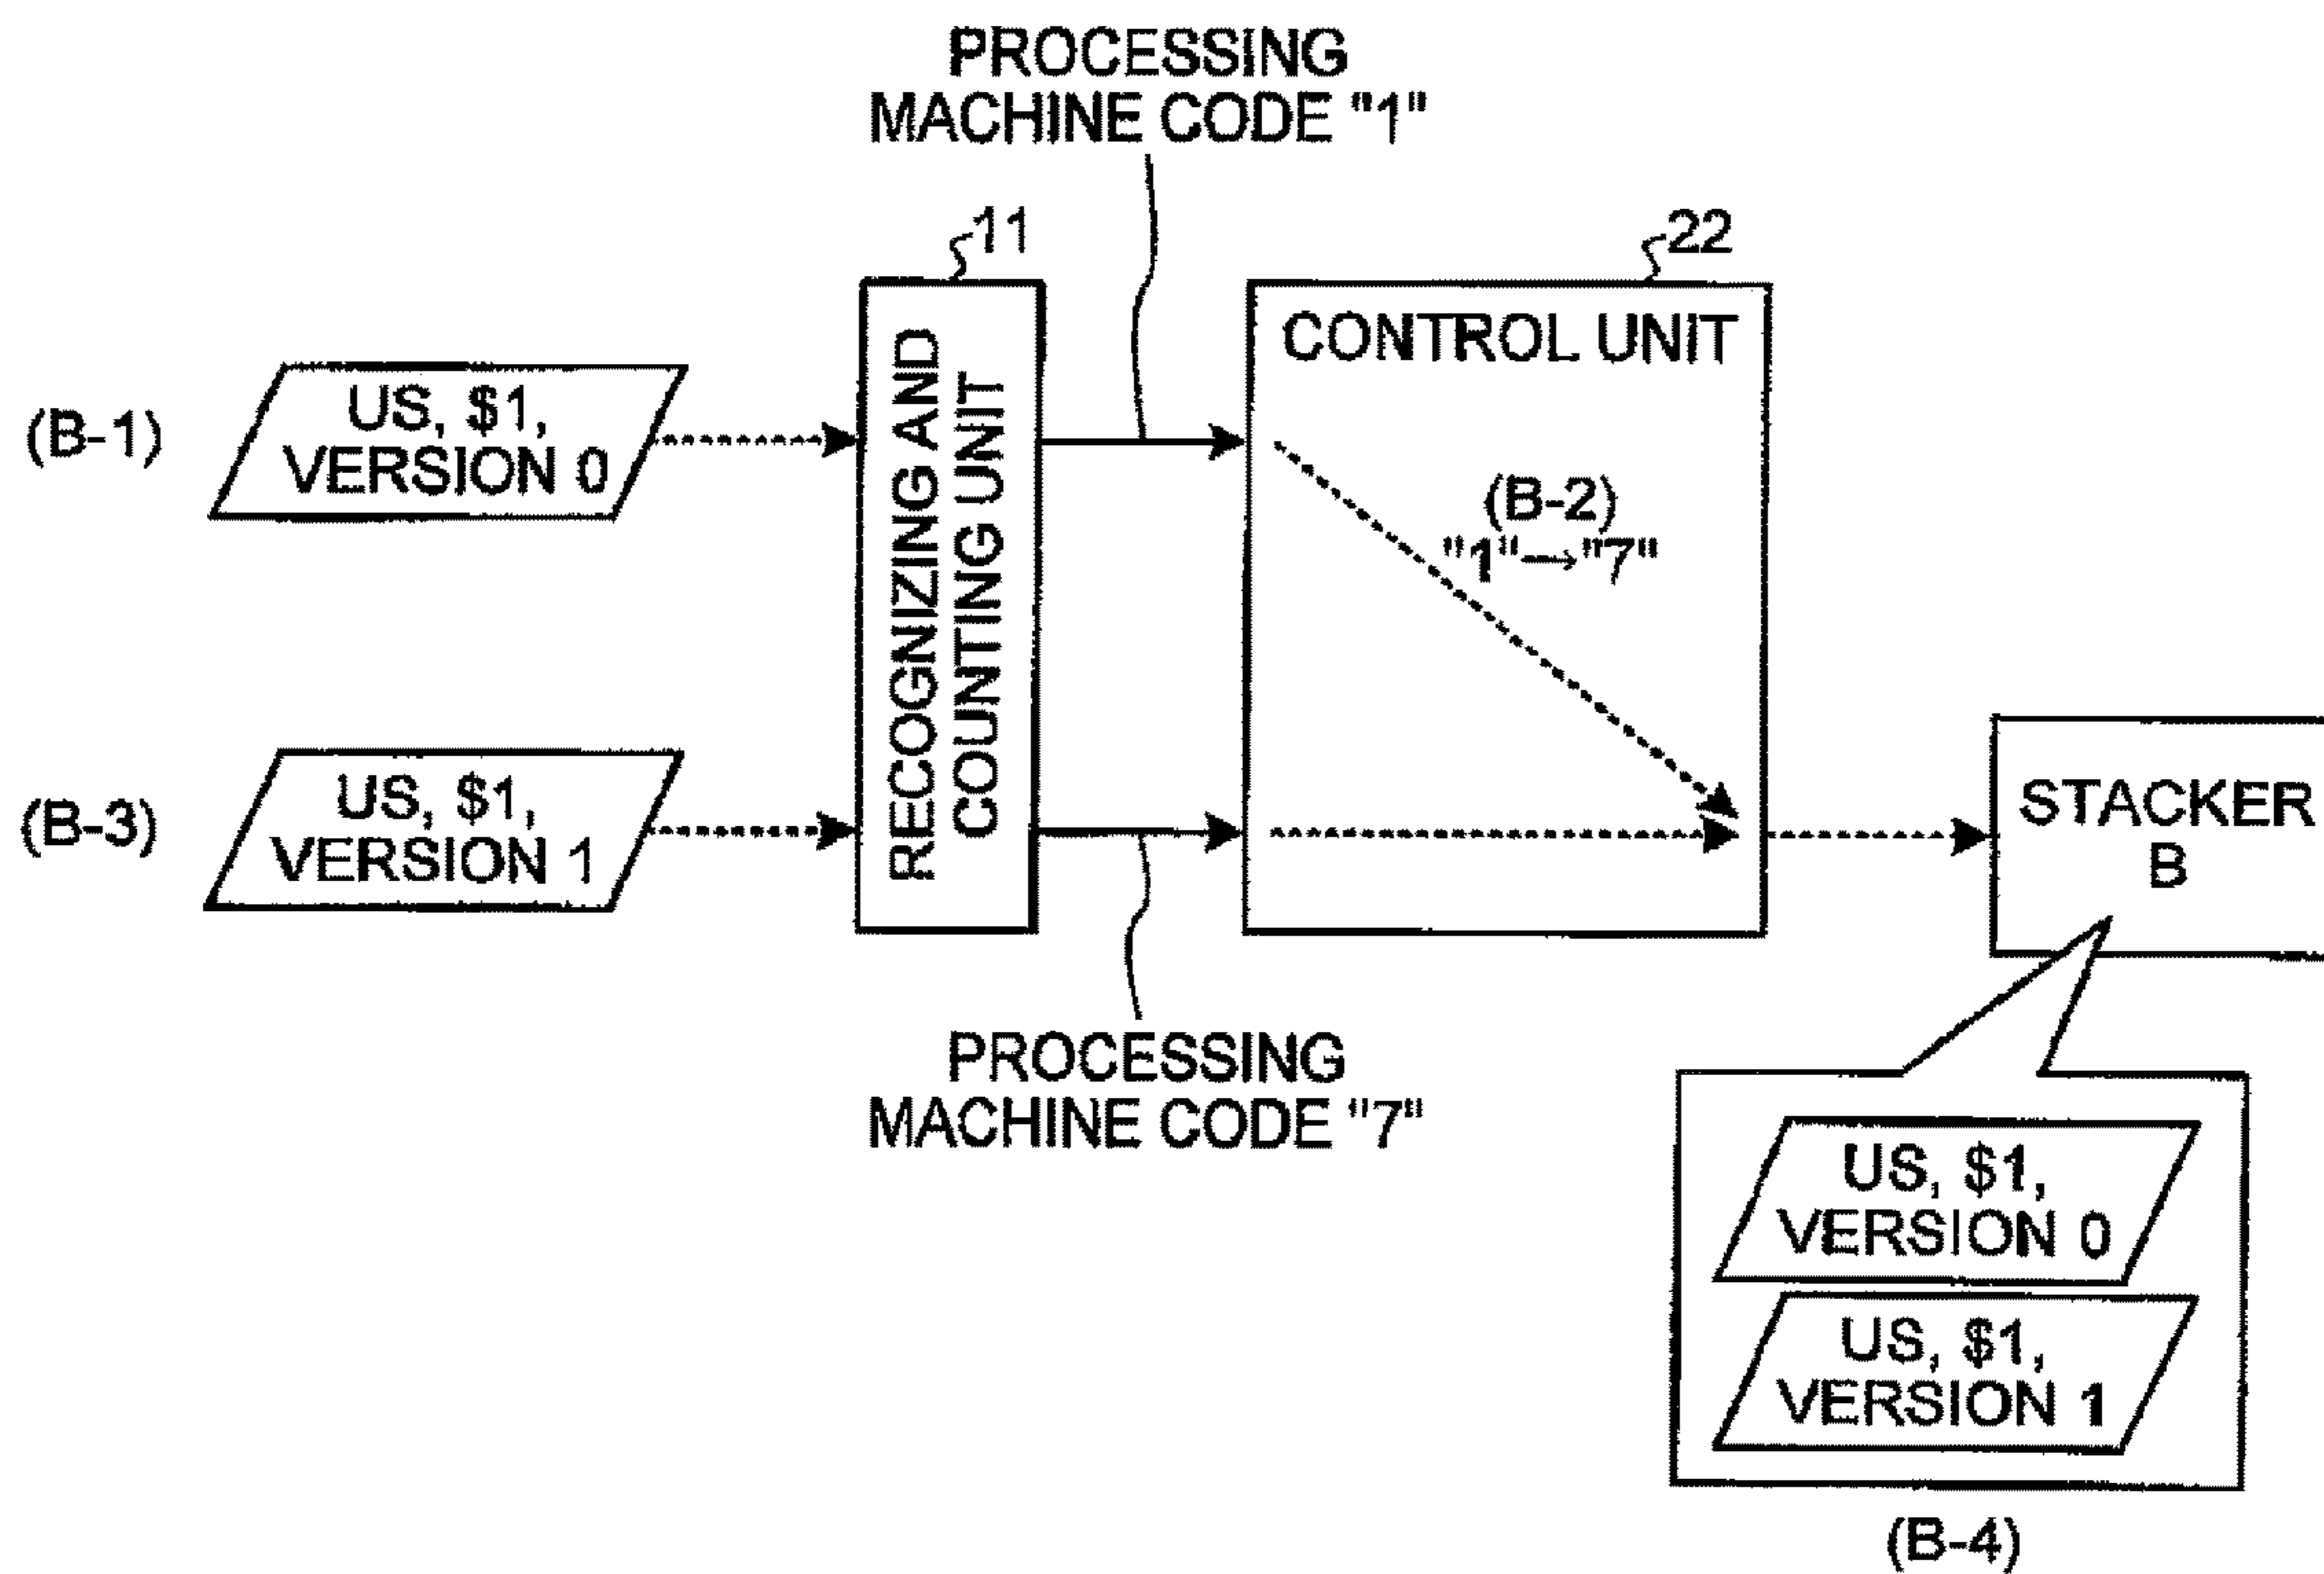 PROCESSING
MACHINE CODE "1"
11
22
CONTROL UNIT
RECOGNIZING AND
COUNTING UNIT
(B-1)
US, $1,
VERSION 0
(B-2)
"1"→"7"
(B-3)
US, $1,
VERSION 1
STACKER
B
PROCESSING
MACHINE CODE "7"
US, $1,
VERSION 0
US, $1,
VERSION 1
(B-4)